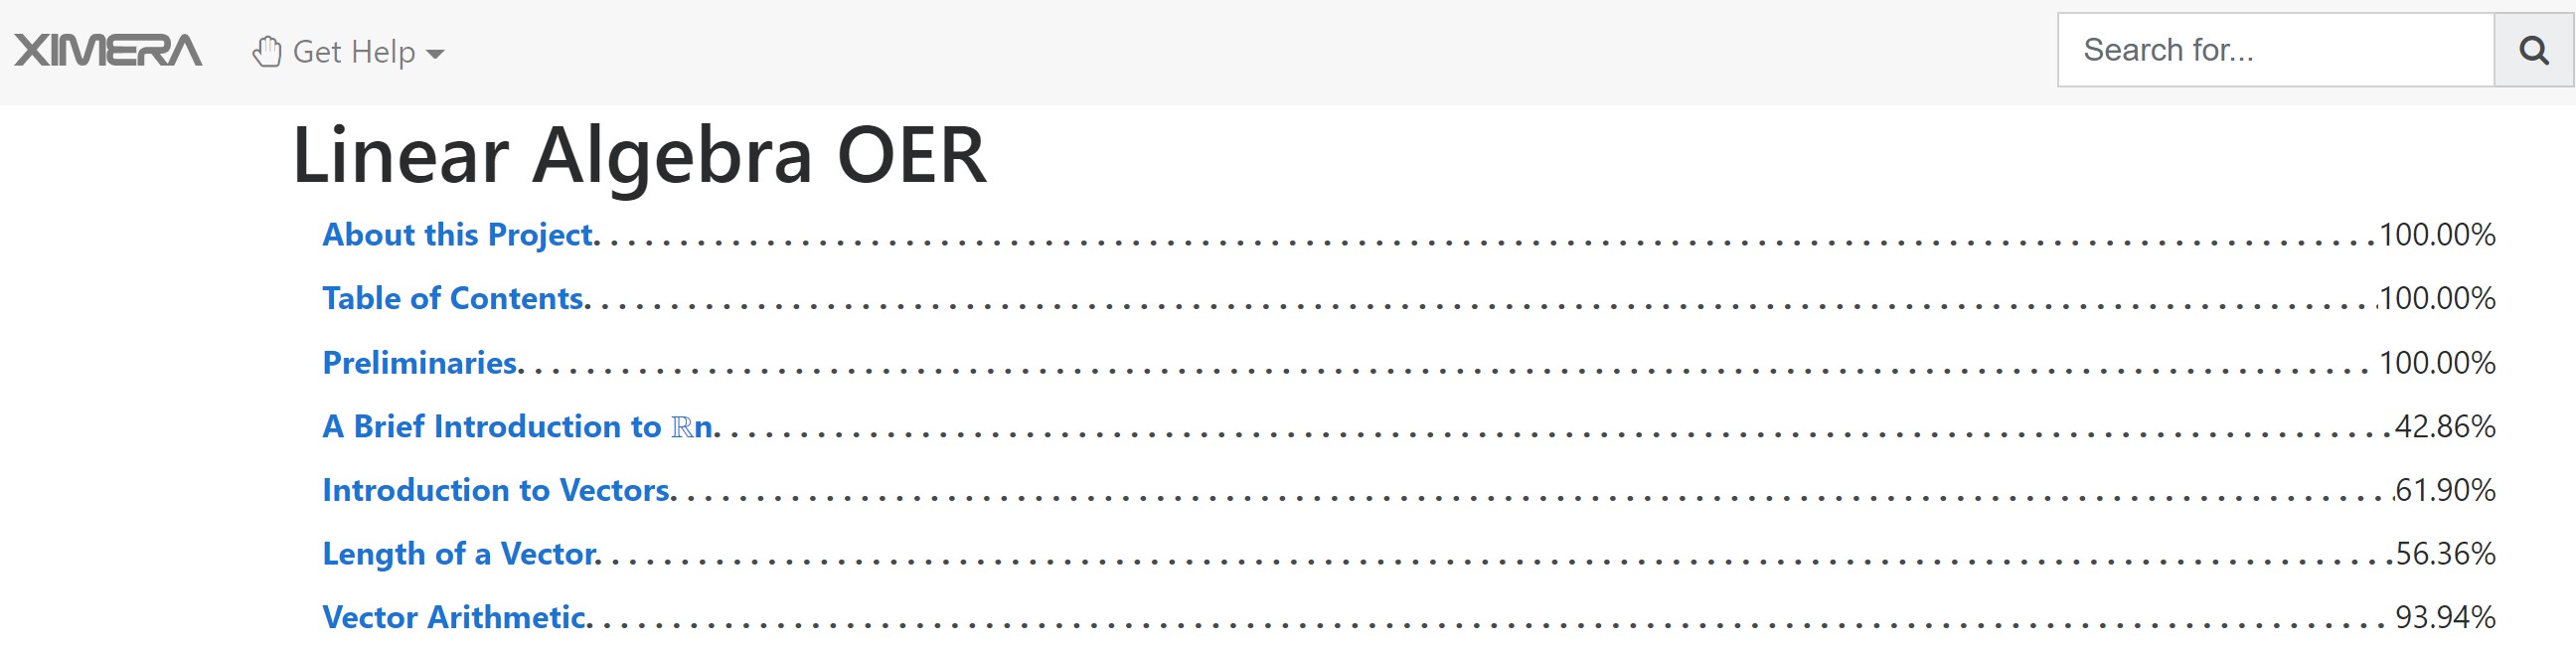 XIMERA Get Help Search for...
Linear Algebra OER
About this Project. . . . . . . . . . . . . . . . . . . . . . . . . . . . . . . . . . . . . . . . . . . . . . . . . . . . . . . . . . . . . . . . . . . . . . . . . . . . . . . . . . . . . . . . . . . . . . . . . . . . . . .100.00%
Table of Contents. . . . . . . . . . . . . . . . . . . . . . . . . . . . . . . . . . . . . . . . . . . . . . . . . . . . . . . . . . . . . . . . . . . . . . . . . . . . . . . . . . . . . . . . . . . . . . . . . . . . . . . .100.00%
Preliminaries. . . . . . . . . . . . . . . . . . . . . . . . . . . . . . . . . . . . . . . . . . . . . . . . . . . . . . . . . . . . . . . . . . . . . . . . . . . . . . . . . . . . . . . . . . . . . . . . . . . . . . . . . . . 100.00%
A Brief Introduction to ℝn. . . . . . . . . . . . . . . . . . . . . . . . . . . . . . . . . . . . . . . . . . . . . . . . . . . . . . . . . . . . . . . . . . . . . . . . . . . . . . . . . . . . . . . . . . . . . . . . .42.86%
Introduction to Vectors. . . . . . . . . . . . . . . . . . . . . . . . . . . . . . . . . . . . . . . . . . . . . . . . . . . . . . . . . . . . . . . . . . . . . . . . . . . . . . . . . . . . . . . . . . . . . . . . . . . .61.90%
Length of a Vector. . . . . . . . . . . . . . . . . . . . . . . . . . . . . . . . . . . . . . . . . . . . . . . . . . . . . . . . . . . . . . . . . . . . . . . . . . . . . . . . . . . . . . . . . . . . . . . . . . . . . . . .56.36%
Vector Arithmetic. . . . . . . . . . . . . . . . . . . . . . . . . . . . . . . . . . . . . . . . . . . . . . . . . . . . . . . . . . . . . . . . . . . . . . . . . . . . . . . . . . . . . . . . . . . . . . . . . . . . . . . . 93.94%